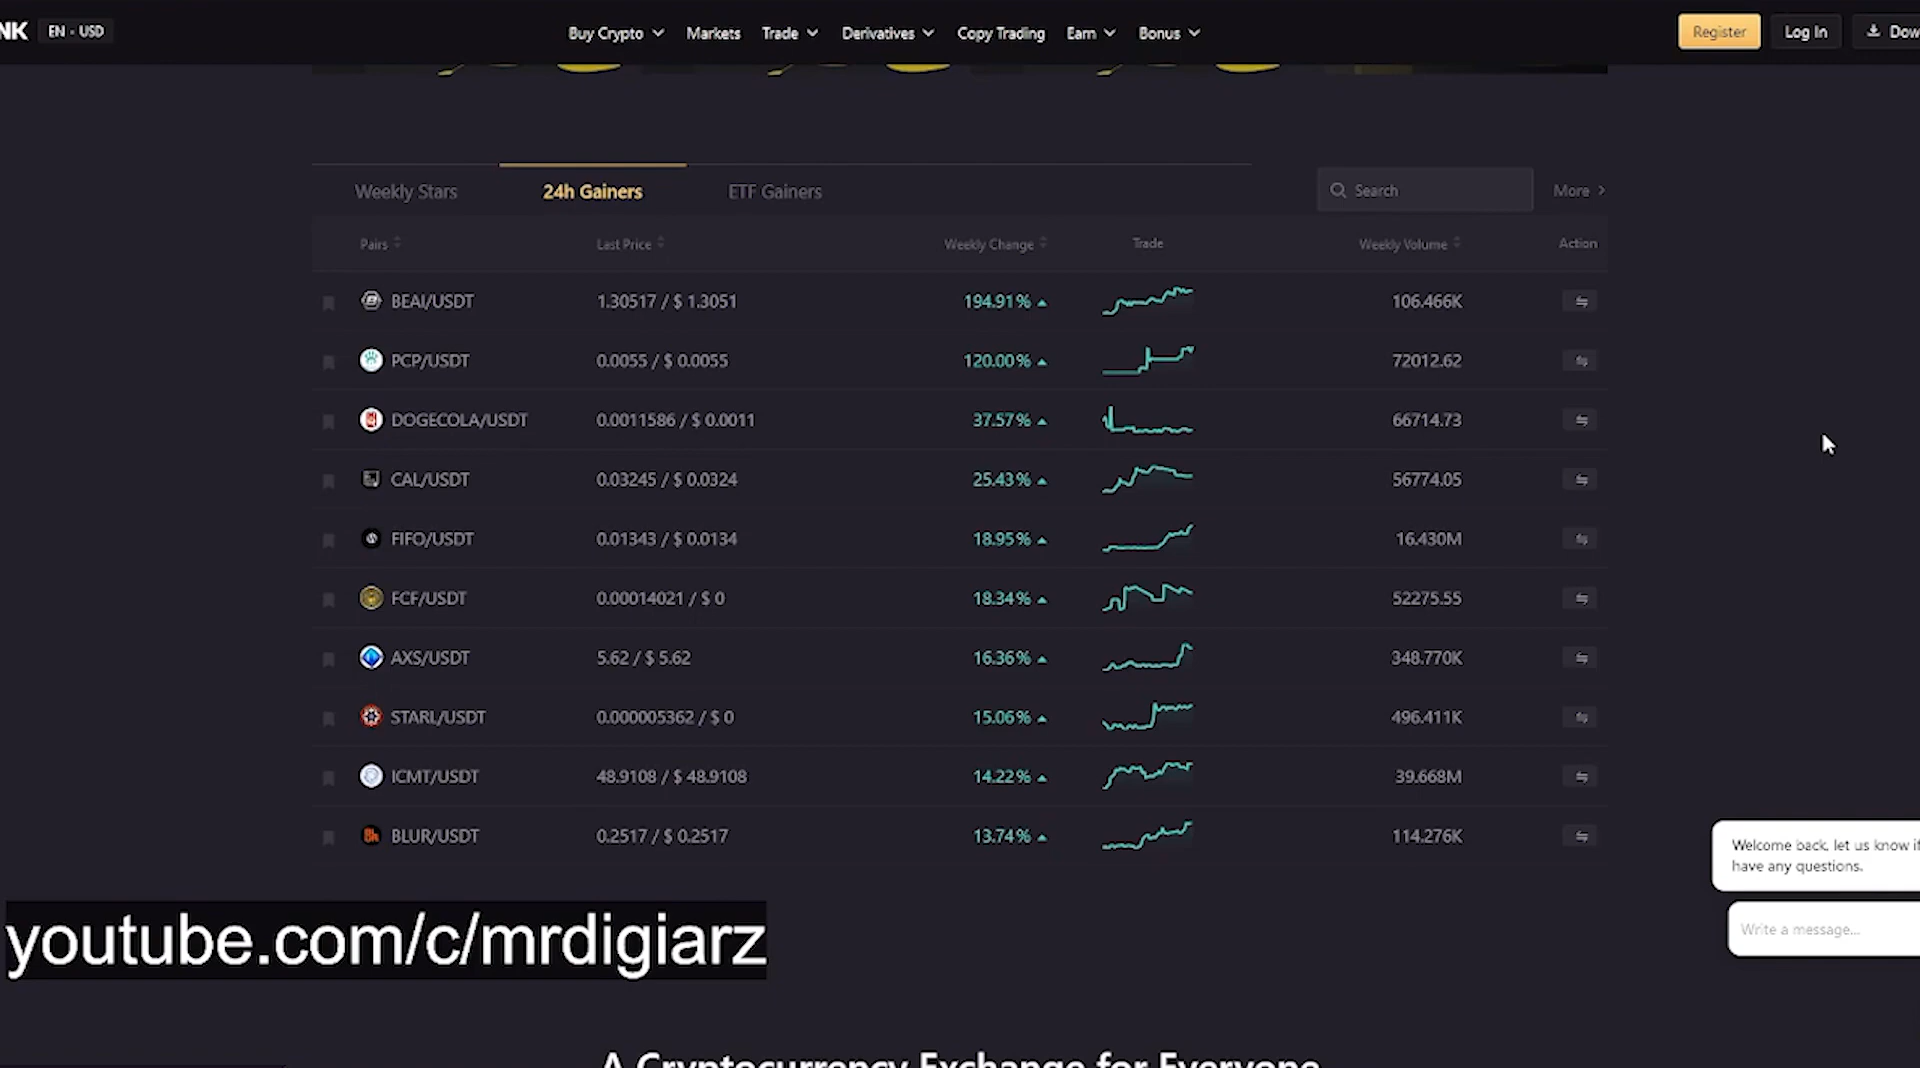 NK EN - USD Buy Crypto Markets Trade Derivatives Copy Trading Earn Bonus Register Log In Dow
Weekly Stars 24h Gainers ETF Gainers Search More
Pairs Last Price Weekly Change Trade Weekly Volume Action
BEAI/USDT 1.30517 / $ 1.3051 194.91% 106.466K
PCP/USDT 0.0055 / $ 0.0055 120.00% 72012.62
DOGECOLA/USDT 0.0011586 / $ 0.0011 37.57% 66714.73
CAL/USDT 0.03245 / $ 0.0324 25.43% 56774.05
FIFO/USDT 0.01343 / $ 0.0134 18.95% 16.430M
FCF/USDT 0.00014021 / $ 0 18.34% 52275.55
AXS/USDT 5.62 / $ 5.62 16.36% 348.770K
STARL/USDT 0.000005362 / $ 0 15.06% 496.411K
ICMT/USDT 48.9108 / $ 48.9108 14.22% 39.668M
BLUR/USDT 0.2517 / $ 0.2517 13.74% 114.276K
Welcome back, let us know if
have any questions.
Write a message...
youtube.com/c/mrdigiarz
A Cryptocurrency Exchange for Everyone